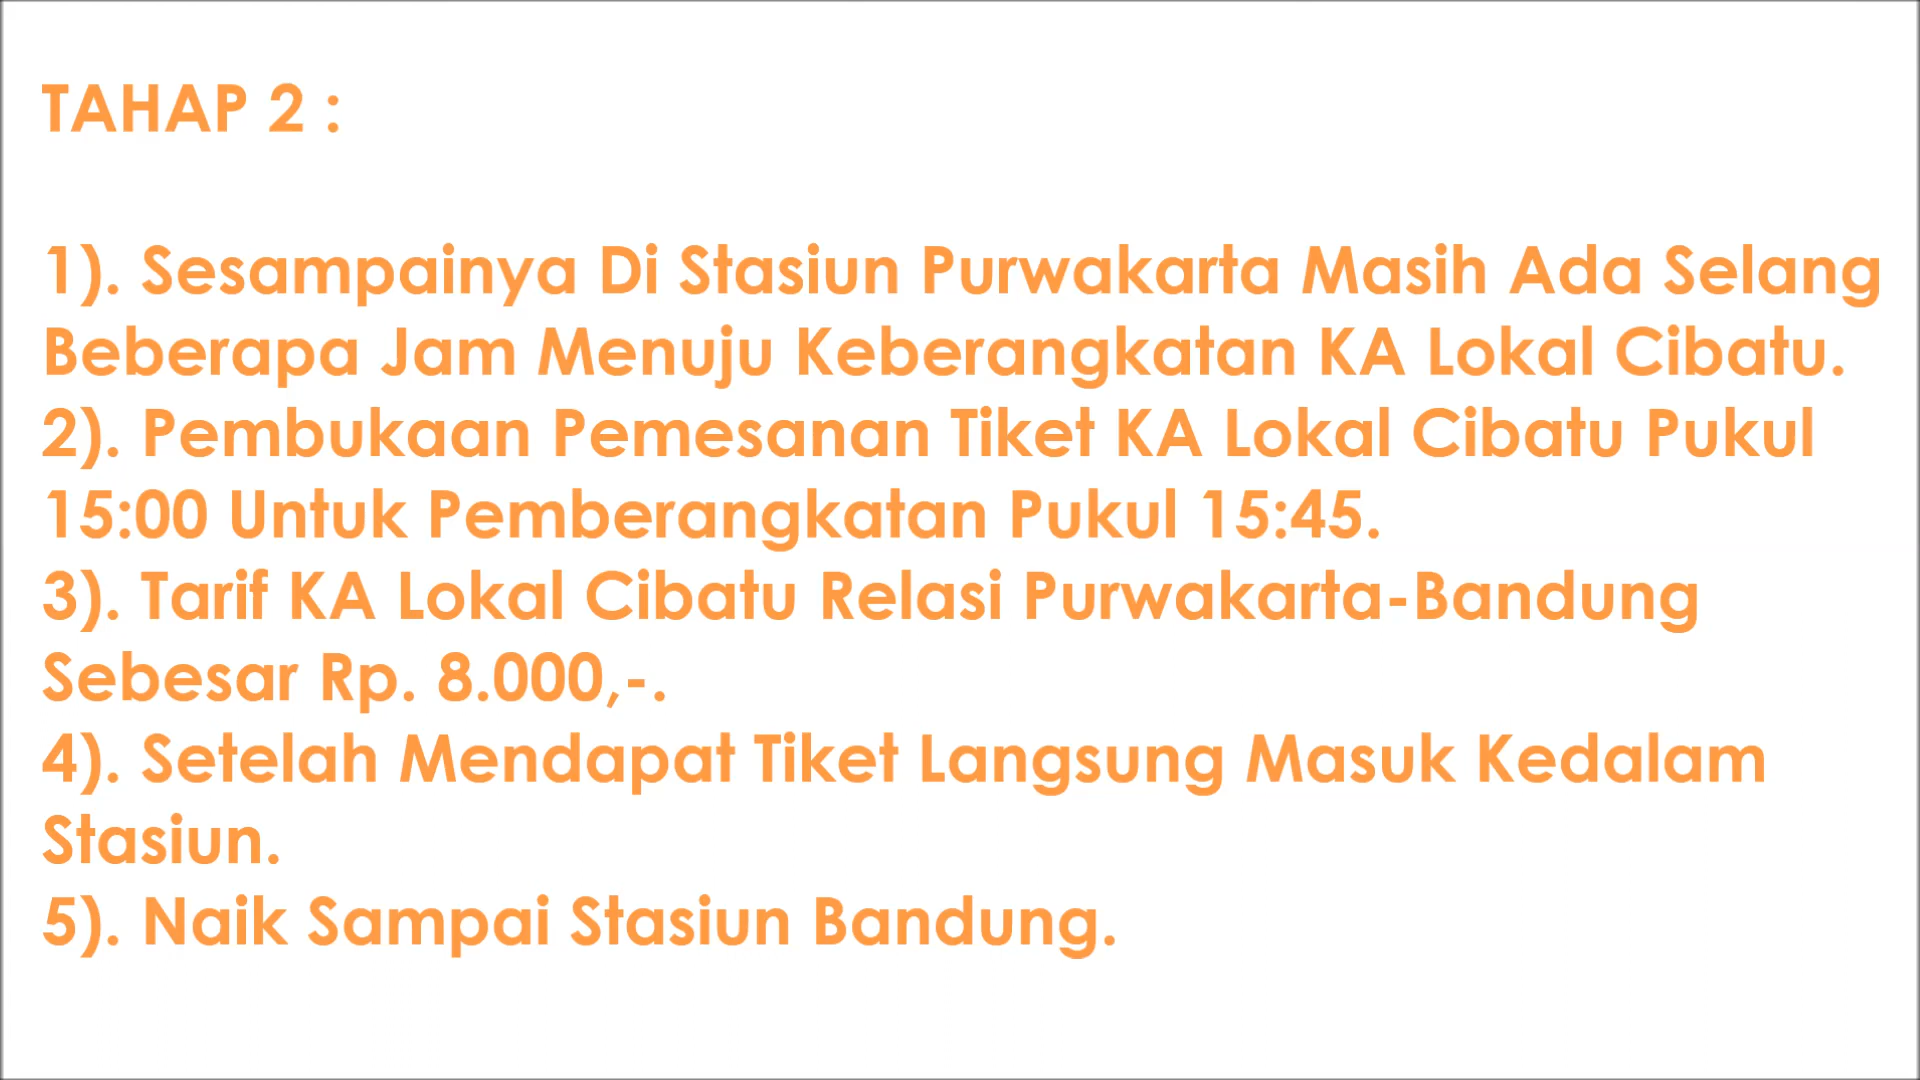 TAHAP 2 :
1). Sesampainya Di Stasiun Purwakarta Masih Ada Selang
Beberapa Jam Menuju Keberangkatan KA Lokal Cibatu.
2). Pembukaan Pemesanan Tiket KA Lokal Cibatu Pukul
15:00 Untuk Pemberangkatan Pukul 15:45.
3). Tarif KA Lokal Cibatu Relasi Purwakarta-Bandung
Sebesar Rp. 8.000,-.
4). Setelah Mendapat Tiket Langsung Masuk Kedalam
Stasiun.
5). Naik Sampai Stasiun Bandung.